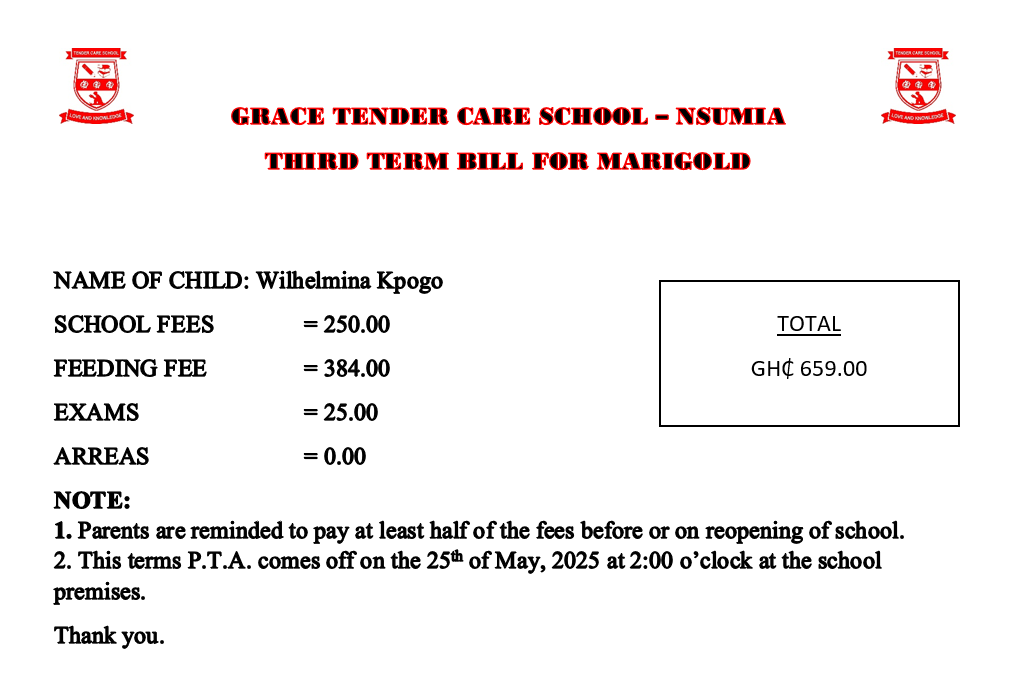 TENDER CARE SCHOOL
LOVE AND KNOWLEDGE
TENDER CARE SCHOOL
LOVE AND KNOWLEDGE
GRACE TENDER CARE SCHOOL – NSUMIA
THIRD TERM BILL FOR MARIGOLD
NAME OF CHILD: Wilhelmina Kpogo
SCHOOL FEES = 250.00
FEEDING FEE = 384.00
EXAMS = 25.00
ARREAS = 0.00
TOTAL
GH₵ 659.00
NOTE:
1. Parents are reminded to pay at least half of the fees before or on reopening of school.
2. This terms P.T.A. comes off on the 25th of May, 2025 at 2:00 o’clock at the school
premises.
Thank you.